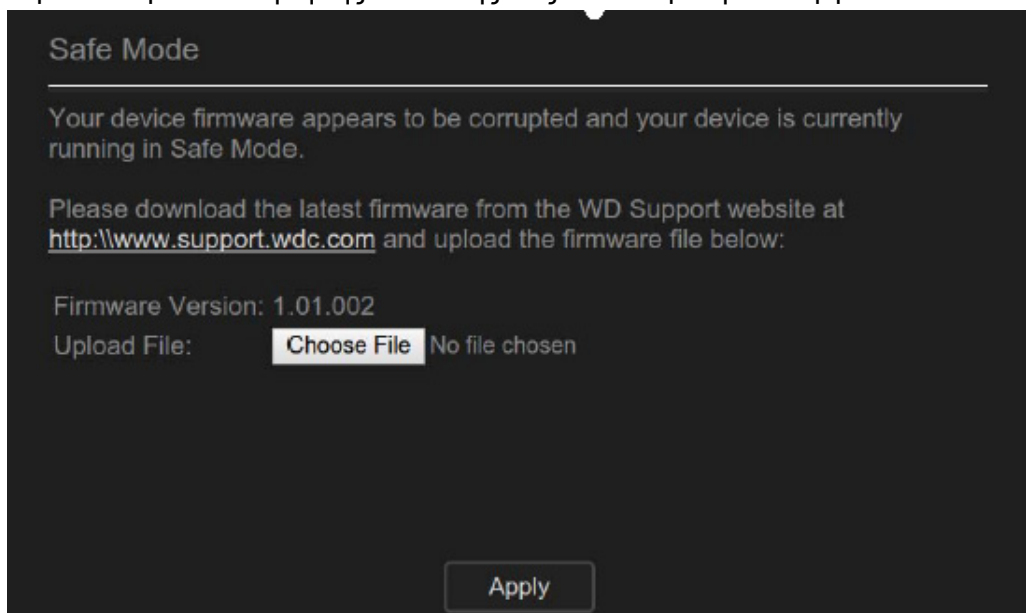 Safe Mode
Your device firmware appears to be corrupted and your device is currently
running in Safe Mode.
Please download the latest firmware from the WD Support website at
http:\\www.support.wdc.com and upload the firmware file below:
Firmware Version: 1.01.002
Upload File: Choose File No file chosen
Apply